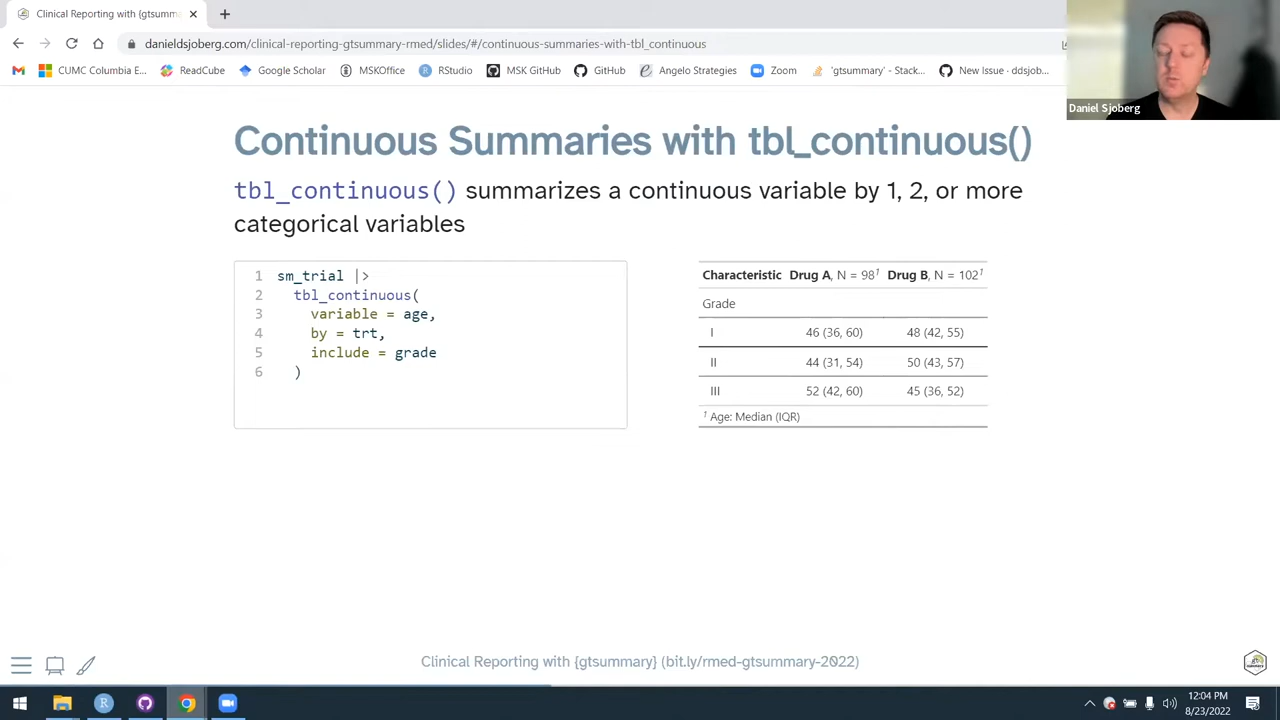 Clinical Reporting with {gtsumma
danieldsjoberg.com/clinical-reporting-gtsummary-rmed/slides/#/continuous-summaries-with-tbl_continuous
CUMC Columbia E...
ReadCube
Google Scholar
MSKOffice
RStudio
MSK GitHub
GitHub
Angelo Strategies
Zoom
'gtsummary' - Stack...
New Issue · ddsjob...
Daniel Sjoberg
Continuous Summaries with tbl_continuous()
tbl_continuous() summarizes a continuous variable by 1, 2, or more
categorical variables
1 sm_trial |>
2 tbl_continuous(
3 variable = age,
4 by = trt,
5 include = grade
6 )
Characteristic Drug A, N = 98¹ Drug B, N = 102¹
Grade
I 46 (36, 60) 48 (42, 55)
II 44 (31, 54) 50 (43, 57)
III 52 (42, 60) 45 (36, 52)
¹ Age: Median (IQR)
Clinical Reporting with {gtsummary} (bit.ly/rmed-gtsummary-2022)
12:04 PM
8/23/2022